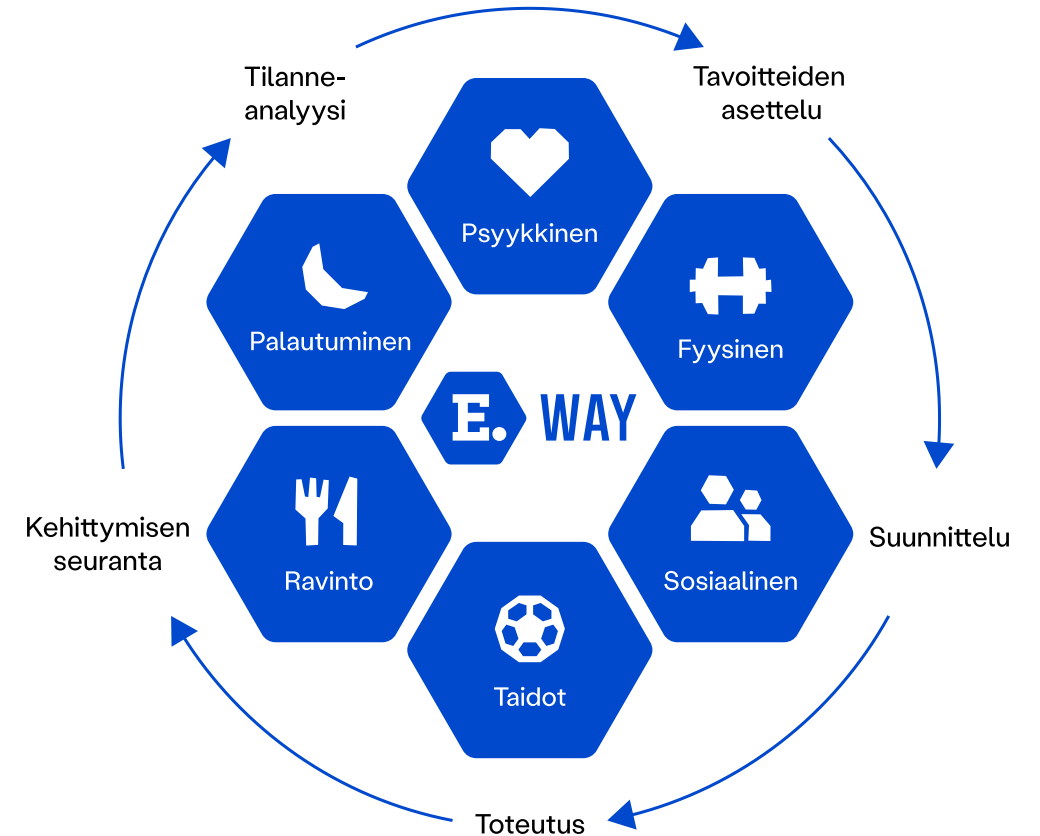 Tilanne-
analyysi
Tavoitteiden
asettelu
Psyykkinen
Palautuminen
Fyysinen
E. WAY
Kehittymisen
seuranta
Ravinto
Sosiaalinen
Suunnittelu
Taidot
Toteutus